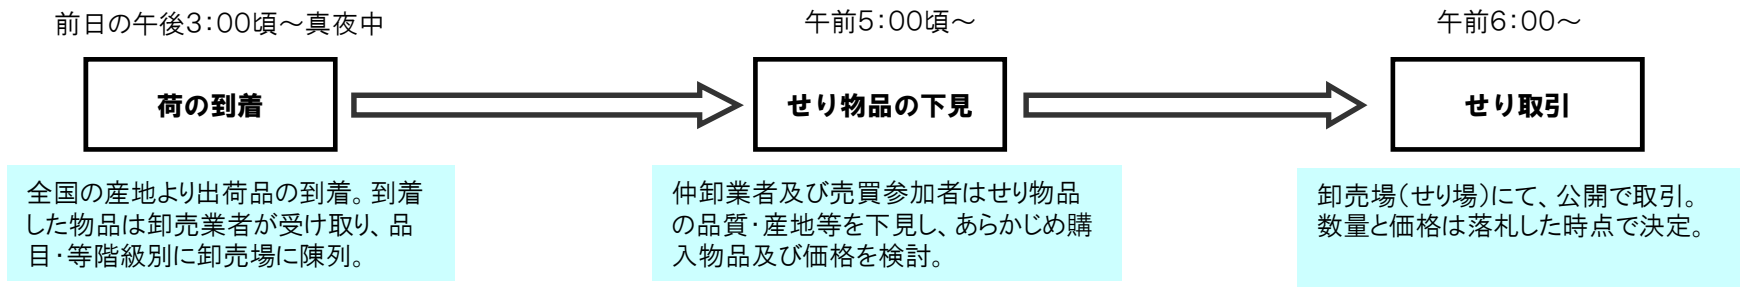 前日の午後3：00頃～真夜中
午前5：00頃～
午前6：00～
荷の到着
せり物品の下見
せり取引
全国の産地より出荷品の到着。到着
した物品は卸売業者が受け取り、品
目・等階級別に卸売場に陳列。
仲卸業者及び売買参加者はせり物品
の品質・産地等を下見し、あらかじめ購
入物品及び価格を検討。
卸売場（せり場）にて、公開で取引。
数量と価格は落札した時点で決定。